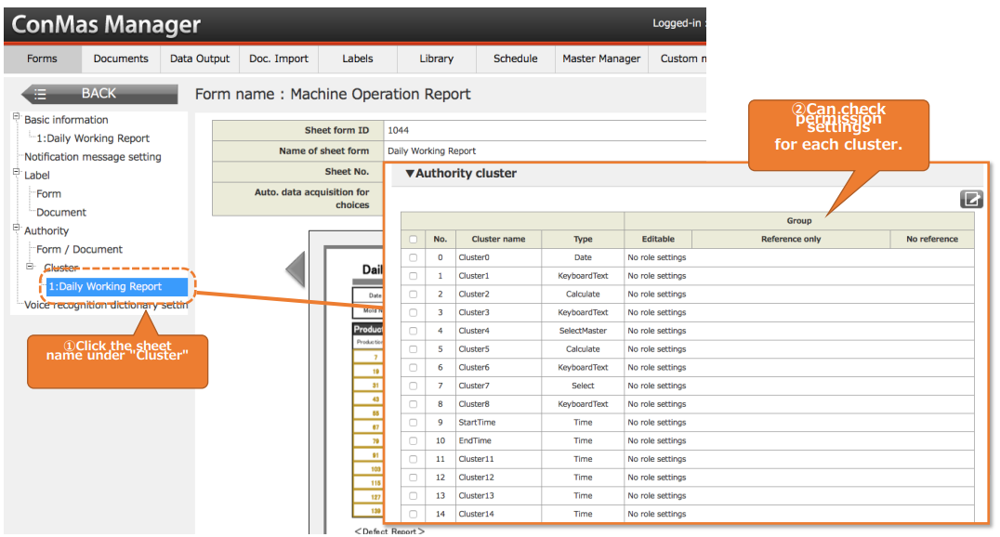 ConMas Manager
Logged-in :
Forms Documents Data Output Doc. Import Labels Library Schedule Master Manager Custom
BACK
Form name : Machine Operation Report
Basic information
1:Daily Working Report
Notification message setting
Label
Form
Document
Authority
Form / Document
Cluster
1:Daily Working Report
Voice recognition dictionary settin
①Click the sheet
name under "Cluster"
Sheet form ID 1044
Name of sheet form Daily Working Report
Sheet No.
Auto. data acquisition for
choices
②Can check
permission
settings
for each cluster.
Dail
Date
Mold N
Product
Production
7
19
31
43
55
67
79
91
103
115
127
139
<Defect Report>
▼Authority cluster
Group
No. Cluster name Type Editable Reference only No reference
0 Cluster0 Date No role settings
1 Cluster1 KeyboardText No role settings
2 Cluster2 Calculate No role settings
3 Cluster3 KeyboardText No role settings
4 Cluster4 SelectMaster No role settings
5 Cluster5 Calculate No role settings
6 Cluster6 KeyboardText No role settings
7 Cluster7 Select No role settings
8 Cluster8 KeyboardText No role settings
9 StartTime Time No role settings
10 EndTime Time No role settings
11 Cluster11 Time No role settings
12 Cluster12 Time No role settings
13 Cluster13 Time No role settings
14 Cluster14 Time No role settings